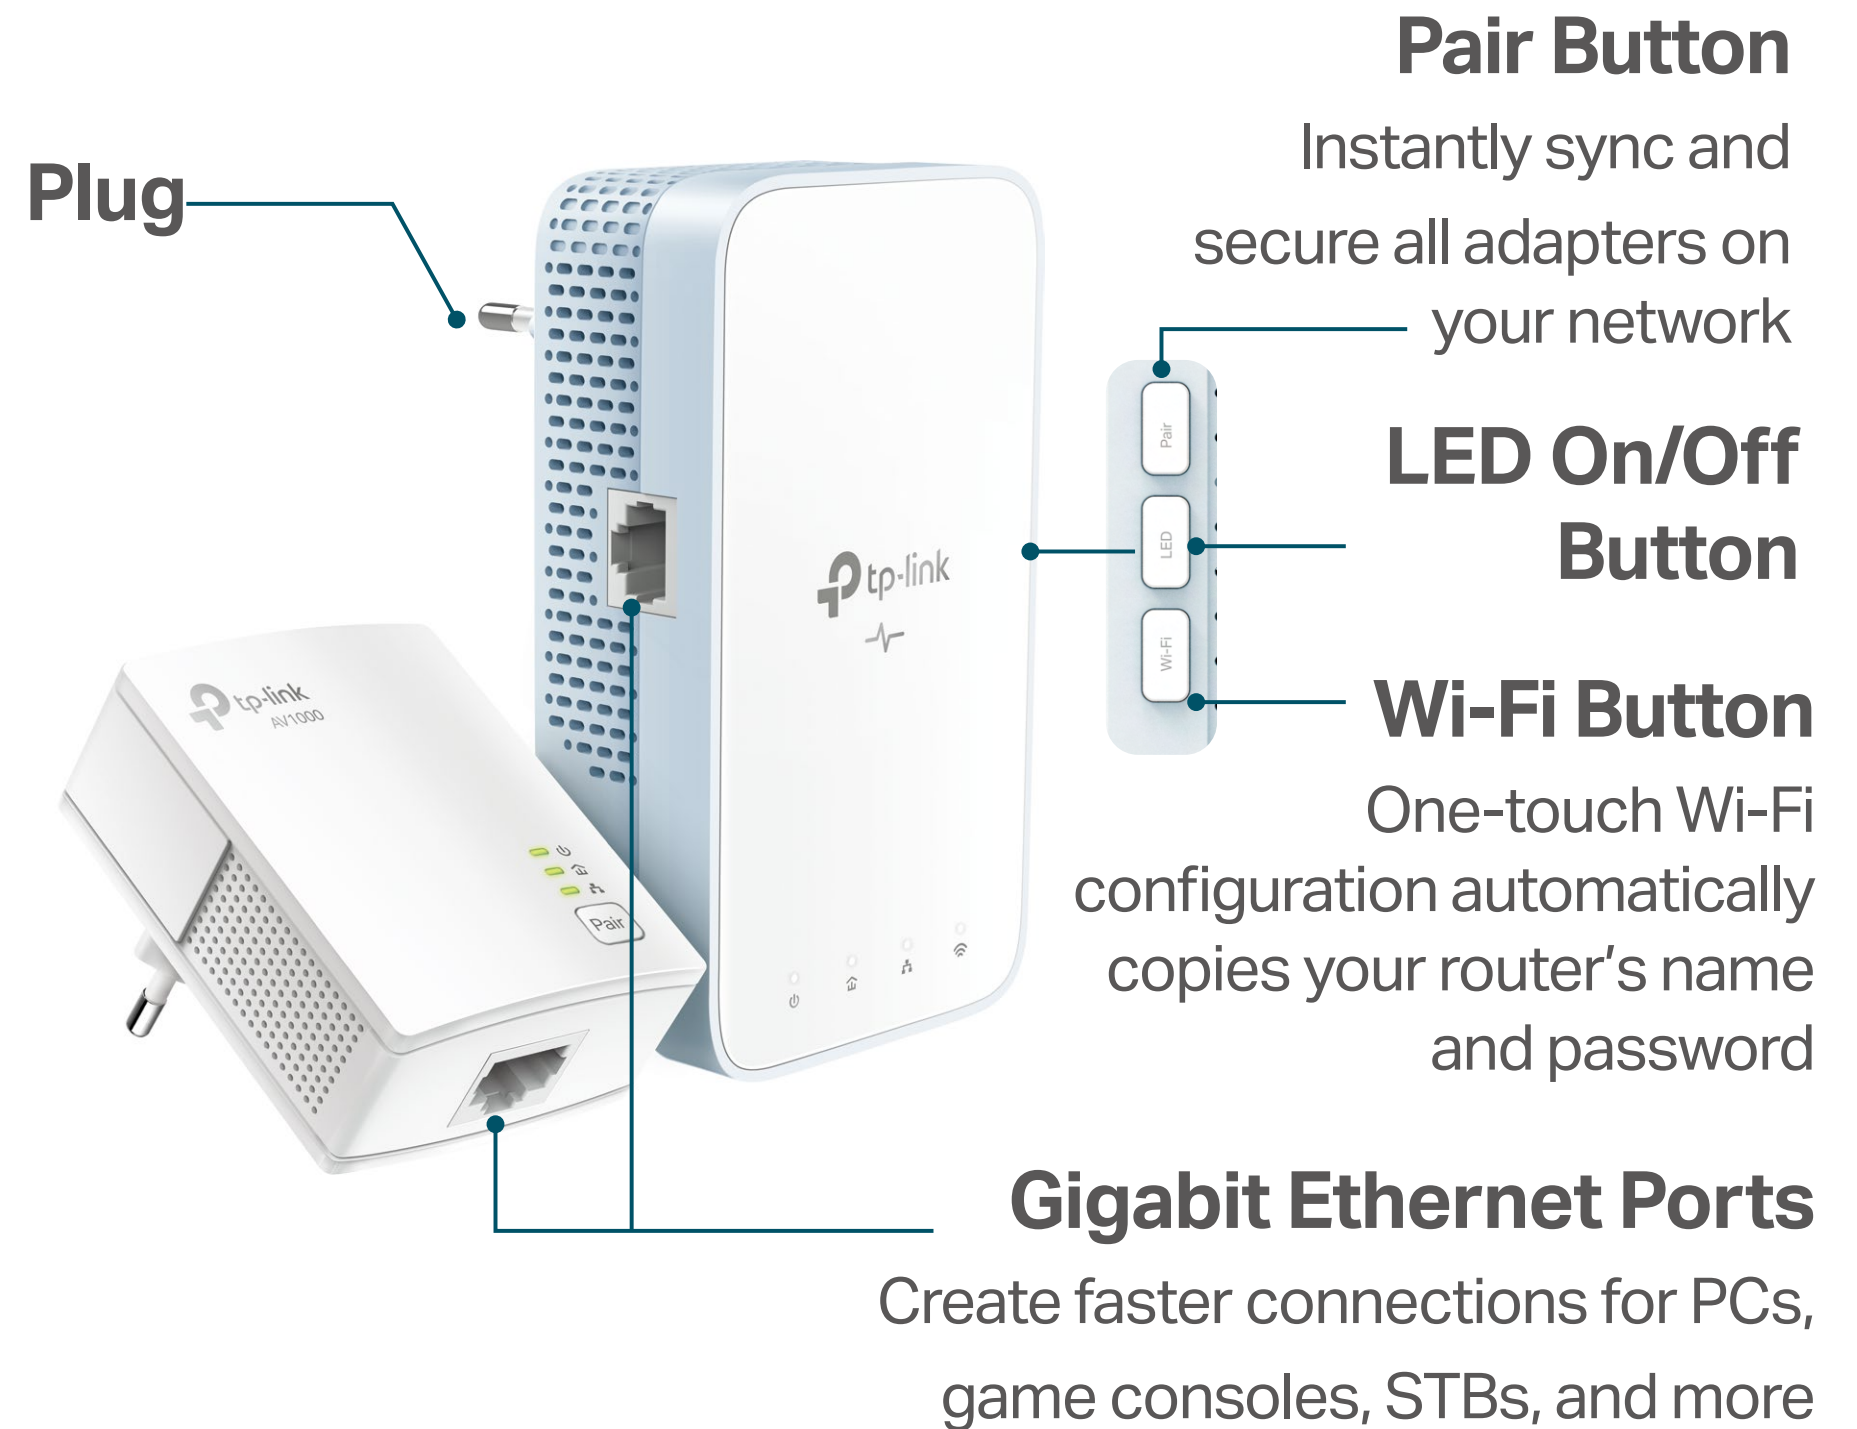 Pair Button
Instantly sync and
secure all adapters on
your network
Plug
Pair
LED
Wi-Fi
LED On/Off
Button
tp-link
tp-link
AV1000
Pair
Wi-Fi Button
One-touch Wi-Fi
configuration automatically
copies your router's name
and password
Gigabit Ethernet Ports
Create faster connections for PCs,
game consoles, STBs, and more